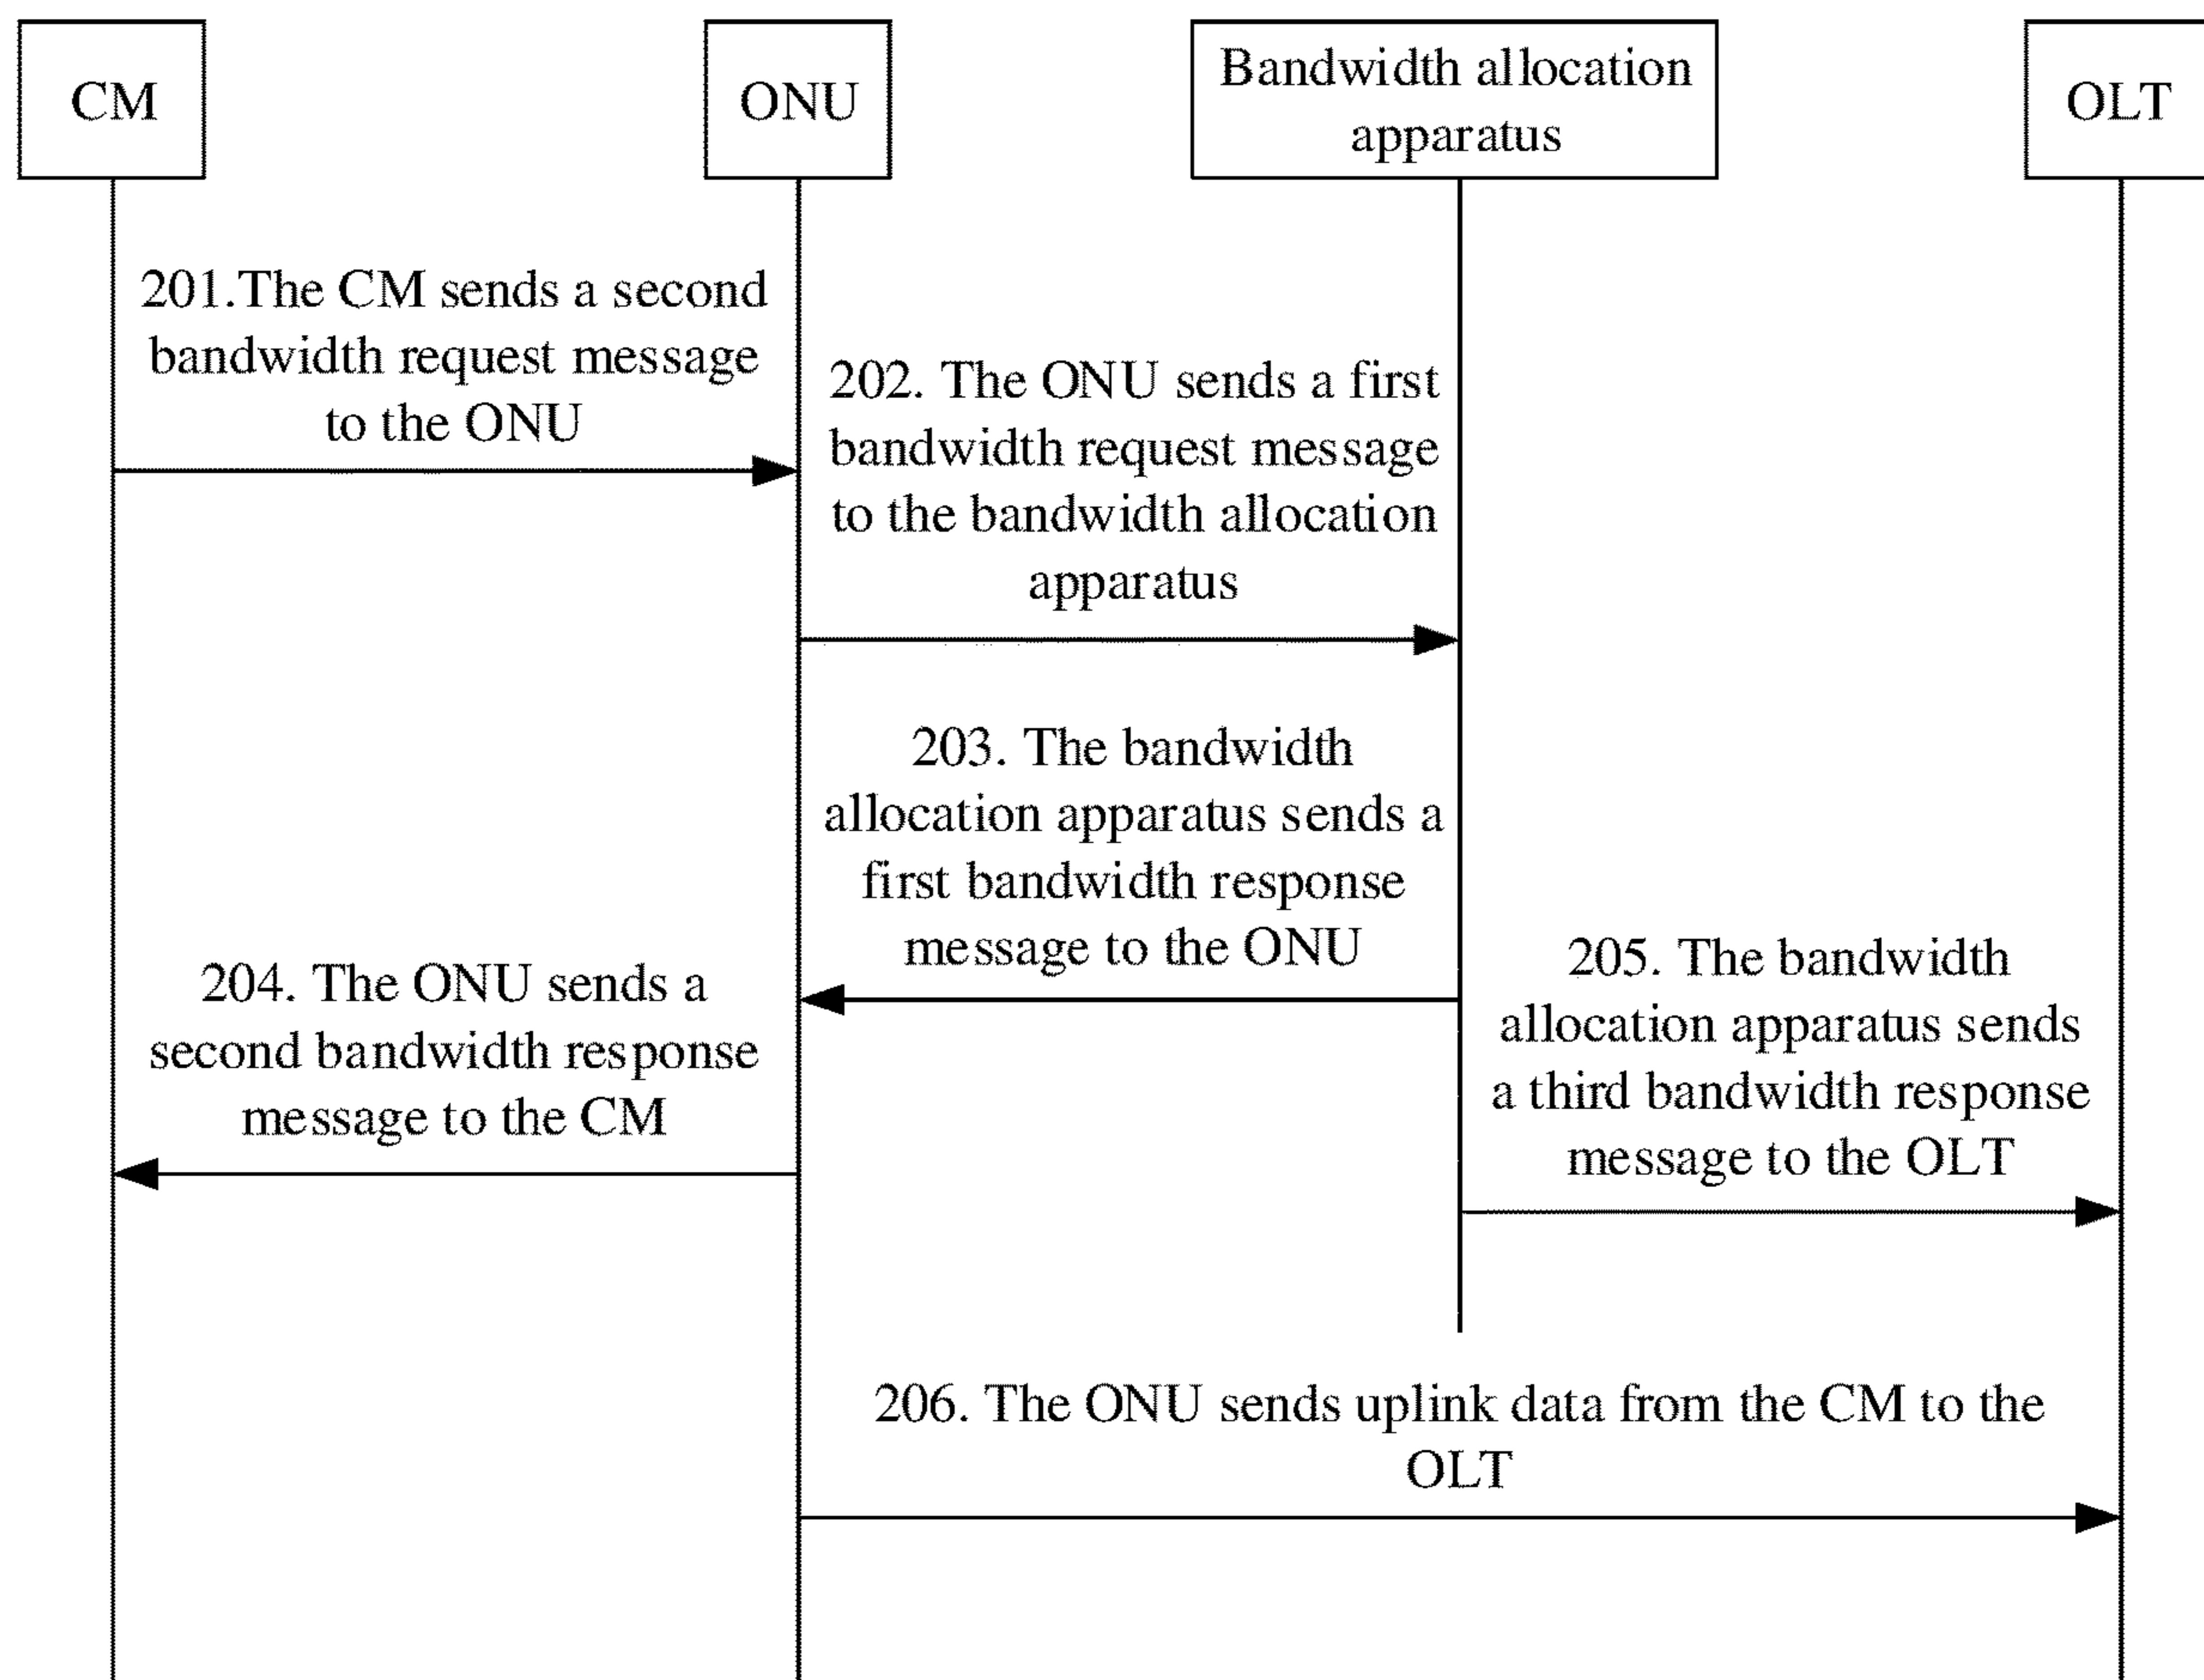 CM
ONU
Bandwidth allocation
apparatus
OLT
201.The CM sends a second
bandwidth request message
to the ONU
202. The ONU sends a first
bandwidth request message
to the bandwidth allocation
apparatus
203. The bandwidth
allocation apparatus sends a
first bandwidth response
message to the ONU
204. The ONU sends a
second bandwidth response
message to the CM
205. The bandwidth
allocation apparatus sends
a third bandwidth response
message to the OLT
206. The ONU sends uplink data from the CM to the
OLT